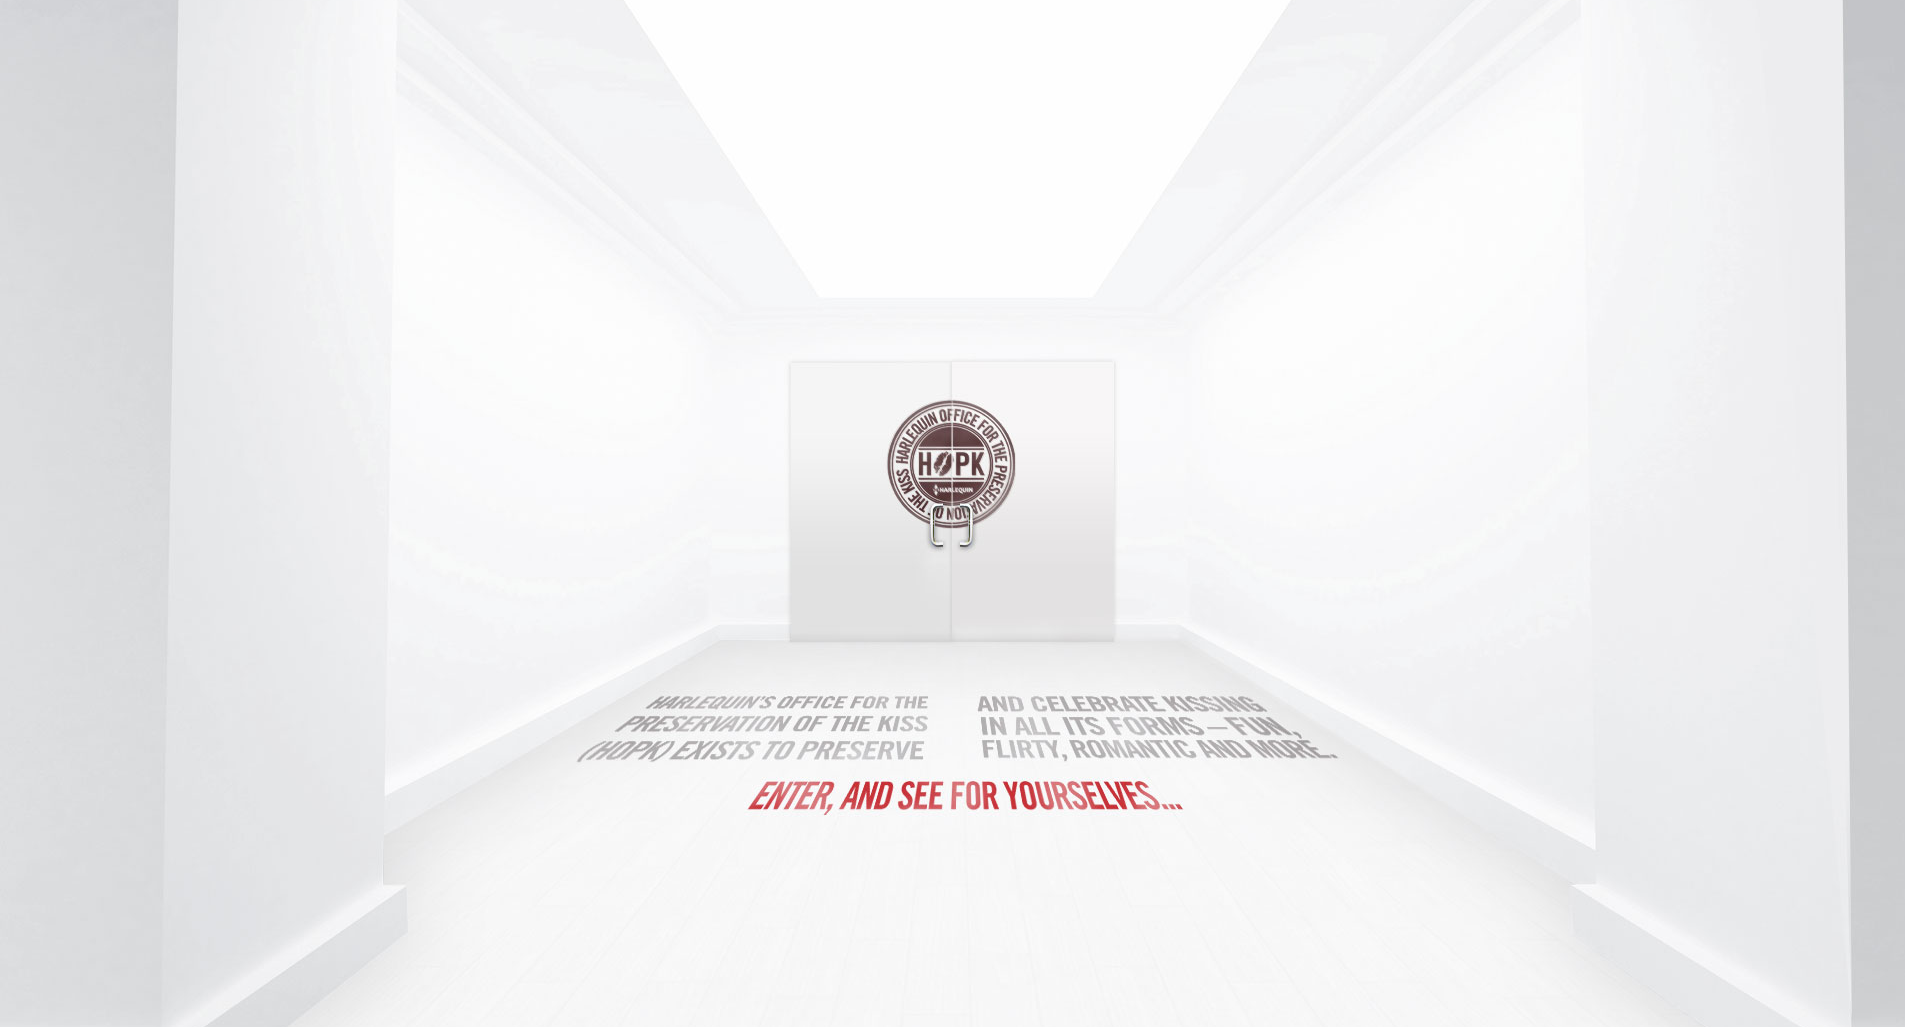 HARLEQUIN OFFICE FOR THE PRESERVATION O THE KISS
HOPK
HARLEQUIN
HARLEQUIN'S OFFICE FOR THE
PRESERVATION OF THE KISS
(HOPK) EXISTS TO PRESERVE
AND CELEBRATE KISSING
IN ALL ITS FORMS – FUN,
FLIRTY, ROMANTIC AND MORE.
ENTER, AND SEE FOR YOURSELVES...